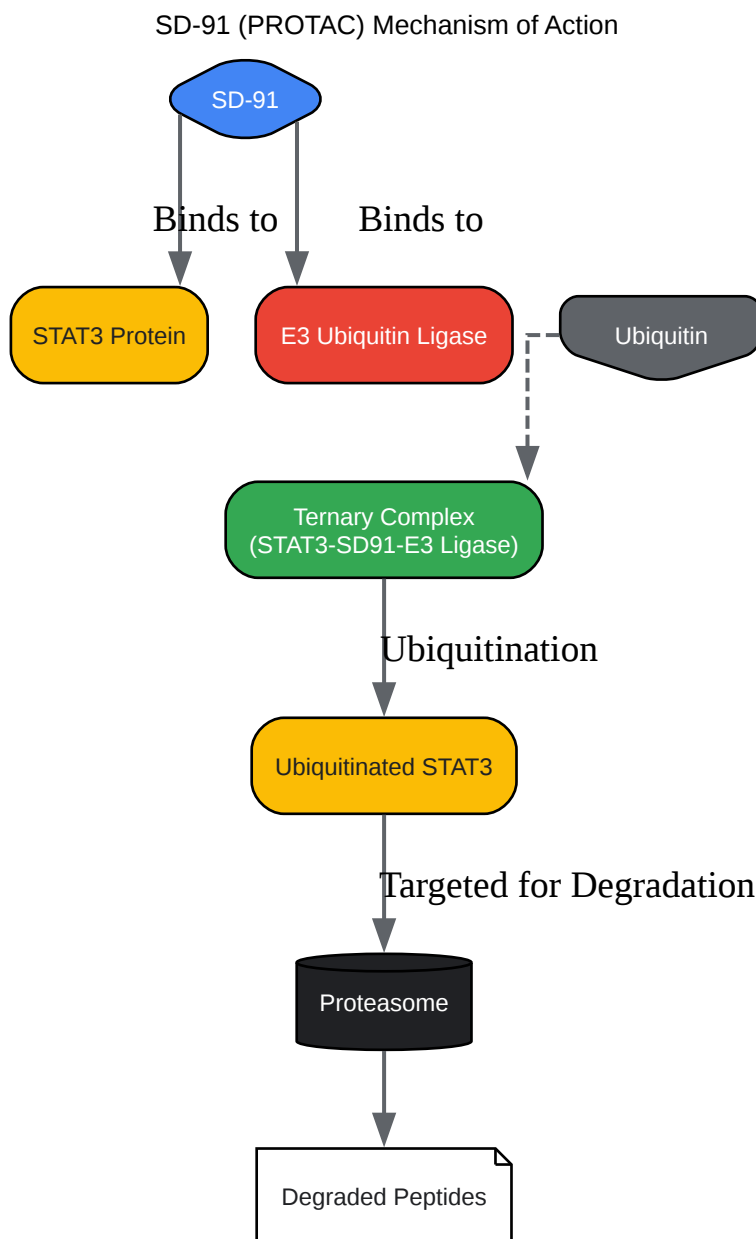 SD-91 (PROTAC) Mechanism of Action
SD-91
Binds to
Binds to
STAT3 Protein
E3 Ubiquitin Ligase
Ubiquitin
Ternary Complex
(STAT3-SD91-E3 Ligase)
Ubiquitination
Ubiquitinated STAT3
Targeted for Degradation
Proteasome
Degraded Peptides